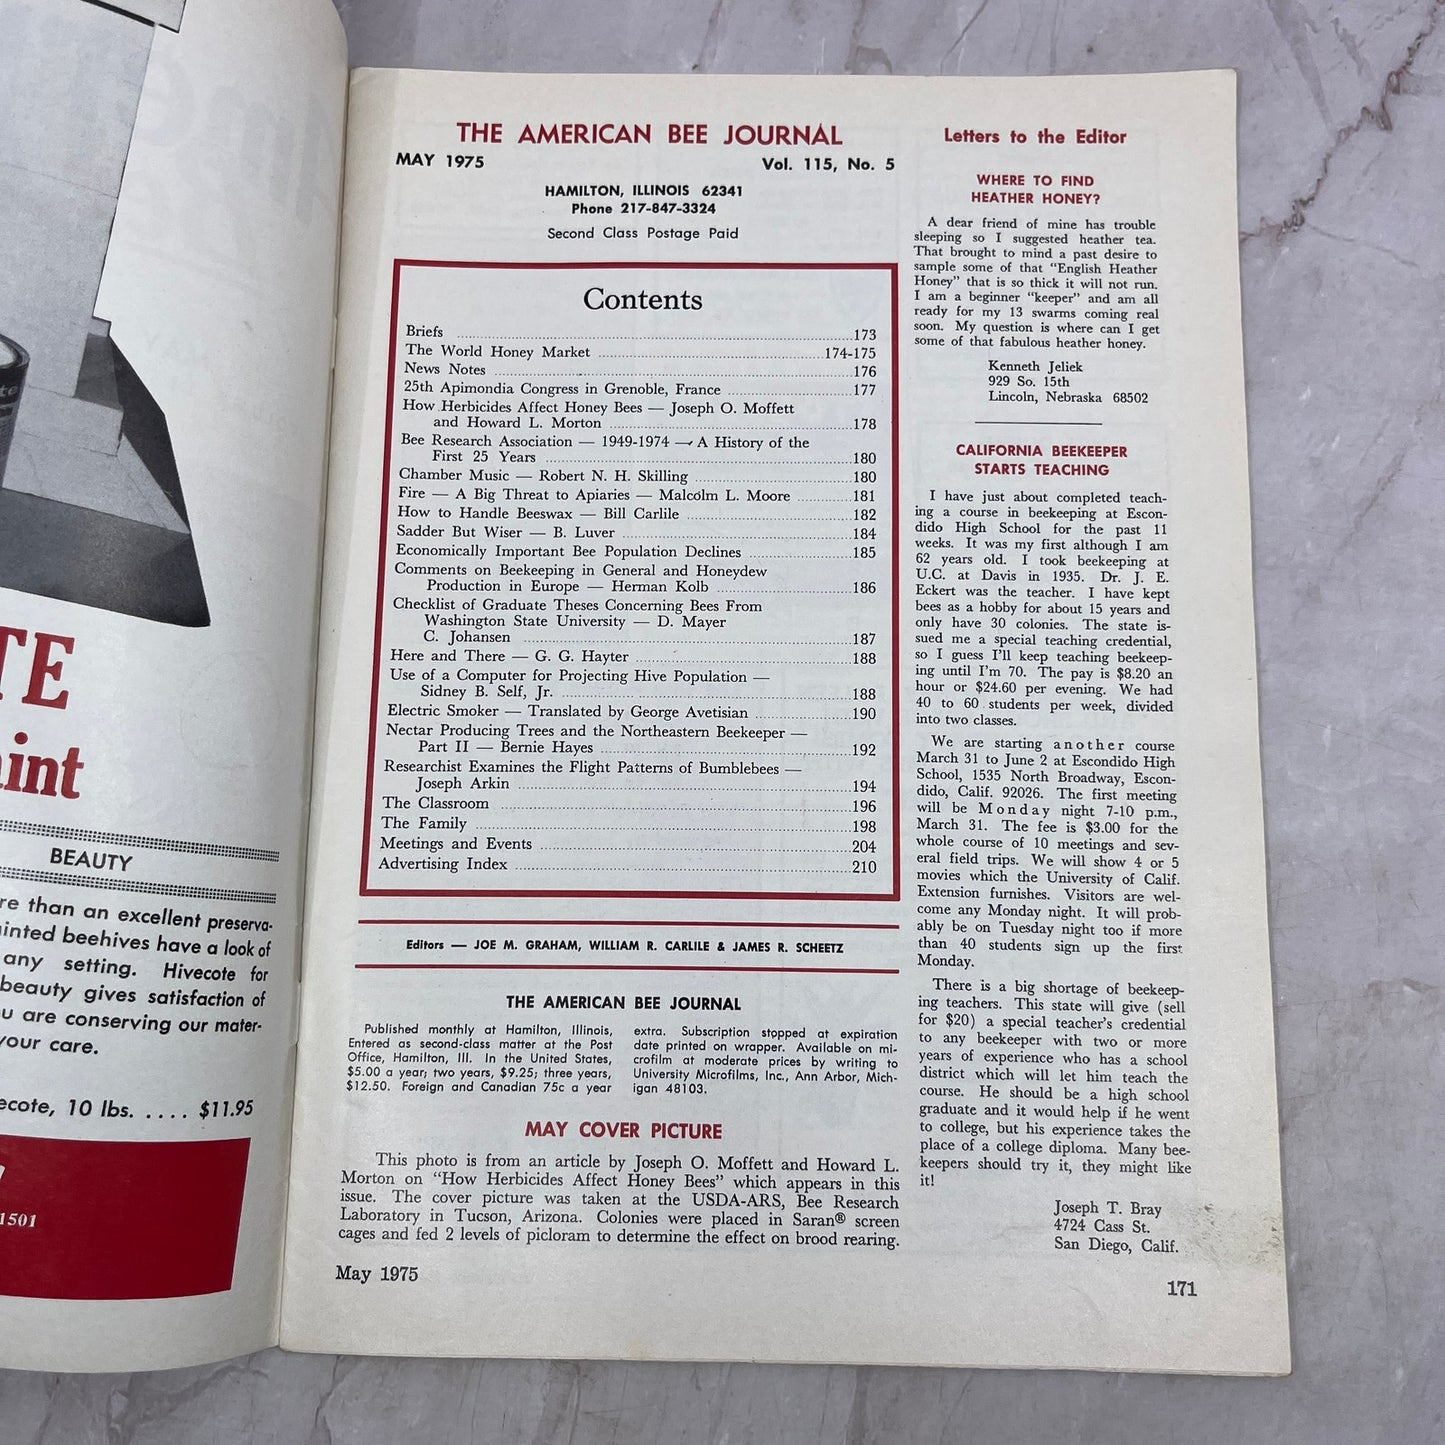 TE
aint
BEAUTY
re than an excellent preserva-
inted beehives have a look of
any setting. Hivecote for
beauty gives satisfaction of
u are conserving our mater-
your care.
ecote, 10 lbs. .... $11.95
1501
THE AMERICAN BEE JOURNAL
MAY 1975 Vol. 115, No. 5
HAMILTON, ILLINOIS 62341
Phone 217-847-3324
Second Class Postage Paid
Contents
Briefs 173
The World Honey Market 174-175
News Notes 176
25th Apimondia Congress in Grenoble, France 177
How Herbicides Affect Honey Bees — Joseph O. Moffett
and Howard L. Morton 178
Bee Research Association — 1949-1974 — A History of the
First 25 Years 180
Chamber Music — Robert N. H. Skilling 180
Fire — A Big Threat to Apiaries — Malcolm L. Moore 181
How to Handle Beeswax — Bill Carlile 182
Sadder But Wiser — B. Luver 184
Economically Important Bee Population Declines 185
Comments on Beekeeping in General and Honeydew
Production in Europe — Herman Kolb 186
Checklist of Graduate Theses Concerning Bees From
Washington State University — D. Mayer
C. Johansen 187
Here and There — G. G. Hayter 188
Use of a Computer for Projecting Hive Population —
Sidney B. Self, Jr. 188
Electric Smoker — Translated by George Avetisian 190
Nectar Producing Trees and the Northeastern Beekeeper —
Part II — Bernie Hayes 192
Researchist Examines the Flight Patterns of Bumblebees —
Joseph Arkin 194
The Classroom 196
The Family 198
Meetings and Events 204
Advertising Index 210
Editors — JOE M. GRAHAM, WILLIAM R. CARLILE & JAMES R. SCHEETZ
THE AMERICAN BEE JOURNAL
Published monthly at Hamilton, Illinois,
Entered as second-class matter at the Post
Office, Hamilton, Ill. In the United States,
$5.00 a year; two years, $9.25; three years,
$12.50. Foreign and Canadian 75c a year
extra. Subscription stopped at expiration
date printed on wrapper. Available on mi-
crofilm at moderate prices by writing to
University Microfilms, Inc., Ann Arbor, Mich-
igan 48103.
MAY COVER PICTURE
This photo is from an article by Joseph O. Moffett and Howard L.
Morton on "How Herbicides Affect Honey Bees" which appears in this
issue. The cover picture was taken at the USDA-ARS, Bee Research
Laboratory in Tucson, Arizona. Colonies were placed in Saran® screen
cages and fed 2 levels of picloram to determine the effect on brood rearing.
May 1975
Letters to the Editor
WHERE TO FIND
HEATHER HONEY?
A dear friend of mine has trouble
sleeping so I suggested heather tea.
That brought to mind a past desire to
sample some of that "English Heather
Honey" that is so thick it will not run.
I am a beginner "keeper" and am all
ready for my 13 swarms coming real
soon. My question is where can I get
some of that fabulous heather honey.
Kenneth Jeliek
929 So. 15th
Lincoln, Nebraska 68502
CALIFORNIA BEEKEEPER
STARTS TEACHING
I have just about completed teach-
ing a course in beekeeping at Escon-
dido High School for the past 11
weeks. It was my first although I am
62 years old. I took beekeeping at
U.C. at Davis in 1935. Dr. J. E.
Eckert was the teacher. I have kept
bees as a hobby for about 15 years and
only have 30 colonies. The state is-
sued me a special teaching credential,
so I guess I'll keep teaching beekeep-
ing until I'm 70. The pay is $8.20 an
hour or $24.60 per evening. We had
40 to 60 students per week, divided
into two classes.
We are starting another course
March 31 to June 2 at Escondido High
School, 1535 North Broadway, Escon-
dido, Calif. 92026. The first meeting
will be Monday night 7-10 p.m.,
March 31. The fee is $3.00 for the
whole course of 10 meetings and sev-
eral field trips. We will show 4 or 5
movies which the University of Calif.
Extension furnishes. Visitors are wel-
come any Monday night. It will prob-
ably be on Tuesday night too if more
than 40 students sign up the first
Monday.
There is a big shortage of beekeep-
ing teachers. This state will give (sell
for $20) a special teacher's credential
to any beekeeper with two or more
years of experience who has a school
district which will let him teach the
course. He should be a high school
graduate and it would help if he went
to college, but his experience takes the
place of a college diploma. Many bee-
keepers should try it, they might like
it!
Joseph T. Bray
4724 Cass St.
San Diego, Calif.
171